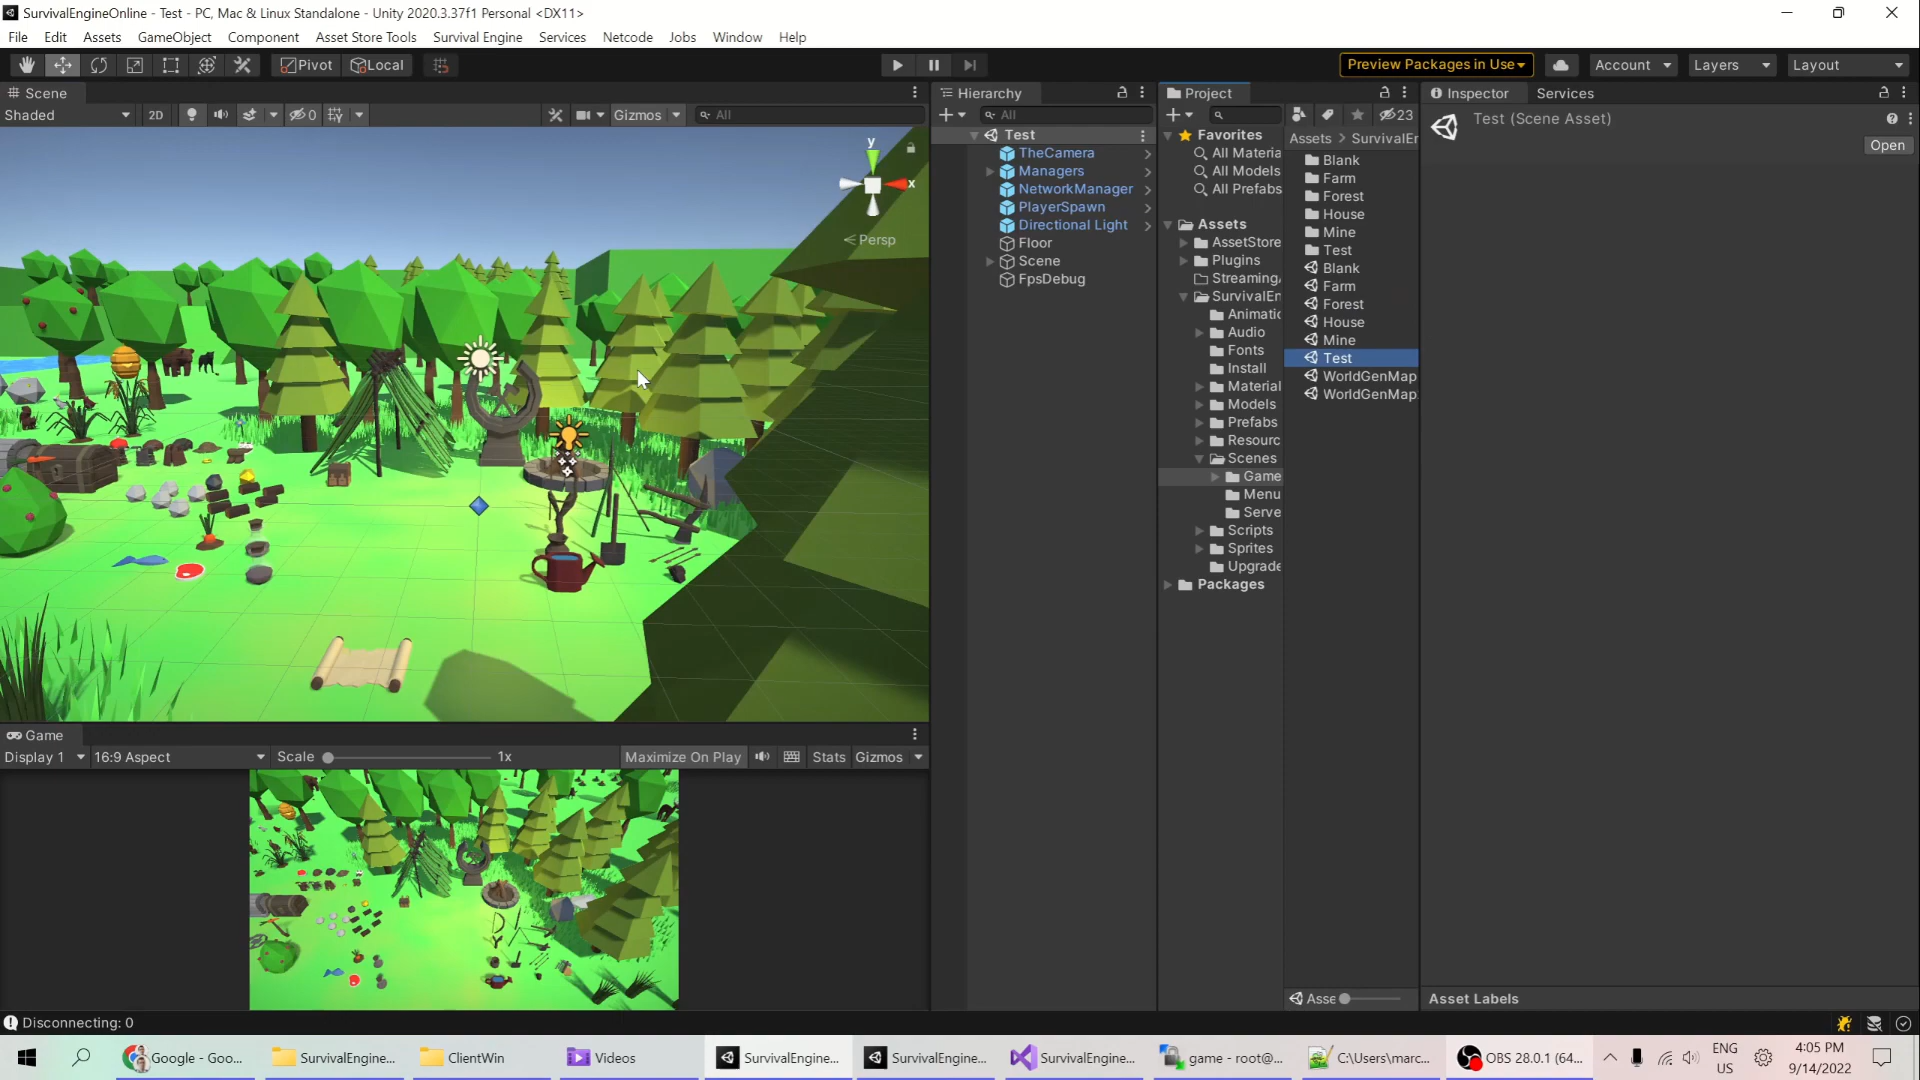 SurvivalEngineOnline - Test - PC, Mac & Linux Standalone - Unity 2020.3.37f1 Personal <DX11>
File Edit Assets GameObject Component Asset Store Tools Survival Engine Services Netcode Jobs Window Help
Pivot Local Preview Packages in Use Account Layers Layout
Scene
Shaded 2D 0 Gizmos All
y
x
Persp
Hierarchy
All
Test
TheCamera
Managers
NetworkManager
PlayerSpawn
Directional Light
Floor
Scene
FpsDebug
Project
23
Favorites
All Materia
All Models
All Prefabs
Assets
AssetStore
Plugins
Streaming
SurvivalEn
Animatic
Audio
Fonts
Install
Material
Models
Prefabs
Resourc
Scenes
Game
Menu
Serve
Scripts
Sprites
Upgrade
Packages
Assets > SurvivalEr
Blank
Farm
Forest
House
Mine
Test
Blank
Farm
Forest
House
Mine
Test
WorldGenMap
WorldGenMap
Asse
Inspector Services
Test (Scene Asset)
Open
Asset Labels
Game
Display 1 16:9 Aspect Scale 1x Maximize On Play Stats Gizmos
Disconnecting: 0
Google - Goo... SurvivalEngine... ClientWin Videos SurvivalEngine... SurvivalEngine... SurvivalEngine... game - root@... C:\Users\marc... OBS 28.0.1 (64...
ENG
US
4:05 PM
9/14/2022